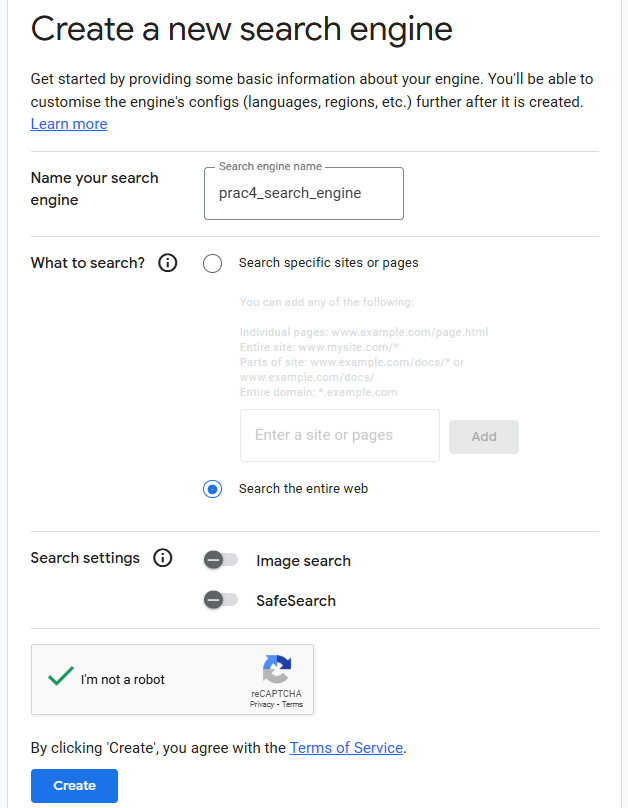 Create a new search engine
Get started by providing some basic information about your engine. You'll be able to
customise the engine's configs (languages, regions, etc.) further after it is created.
Learn more
Name your search
engine
Search engine name
prac4_search_engine
What to search?
Search specific sites or pages
You can add any of the following:
Individual pages: www.example.com/page.html
Entire site: www.mysite.com/*
Parts of site: www.example.com/docs/* or
www.example.com/docs/
Entire domain: *.example.com
Enter a site or pages
Add
Search the entire web
Search settings
Image search
SafeSearch
I'm not a robot
reCAPTCHA
Privacy - Terms
By clicking 'Create', you agree with the Terms of Service.
Create